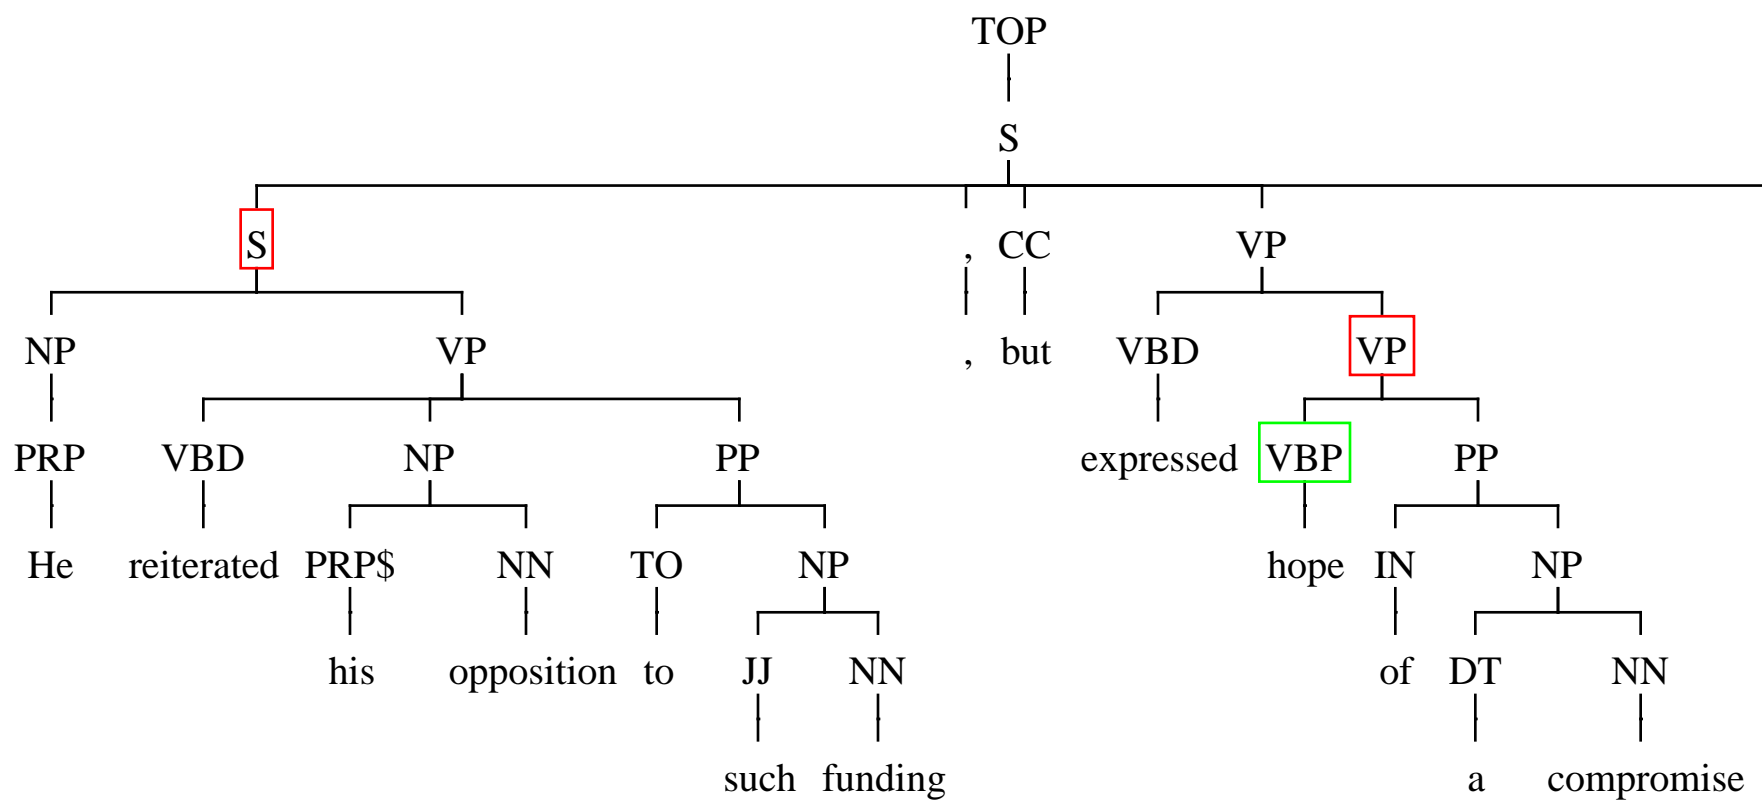 TOP
S
S , CC VP
NP VP , but VBD VP
PRP VBD NP PP expressed VBP PP
He reiterated PRP$ NN TO NP hope IN NP
his opposition to JJ NN of DT NN
such funding a compromise